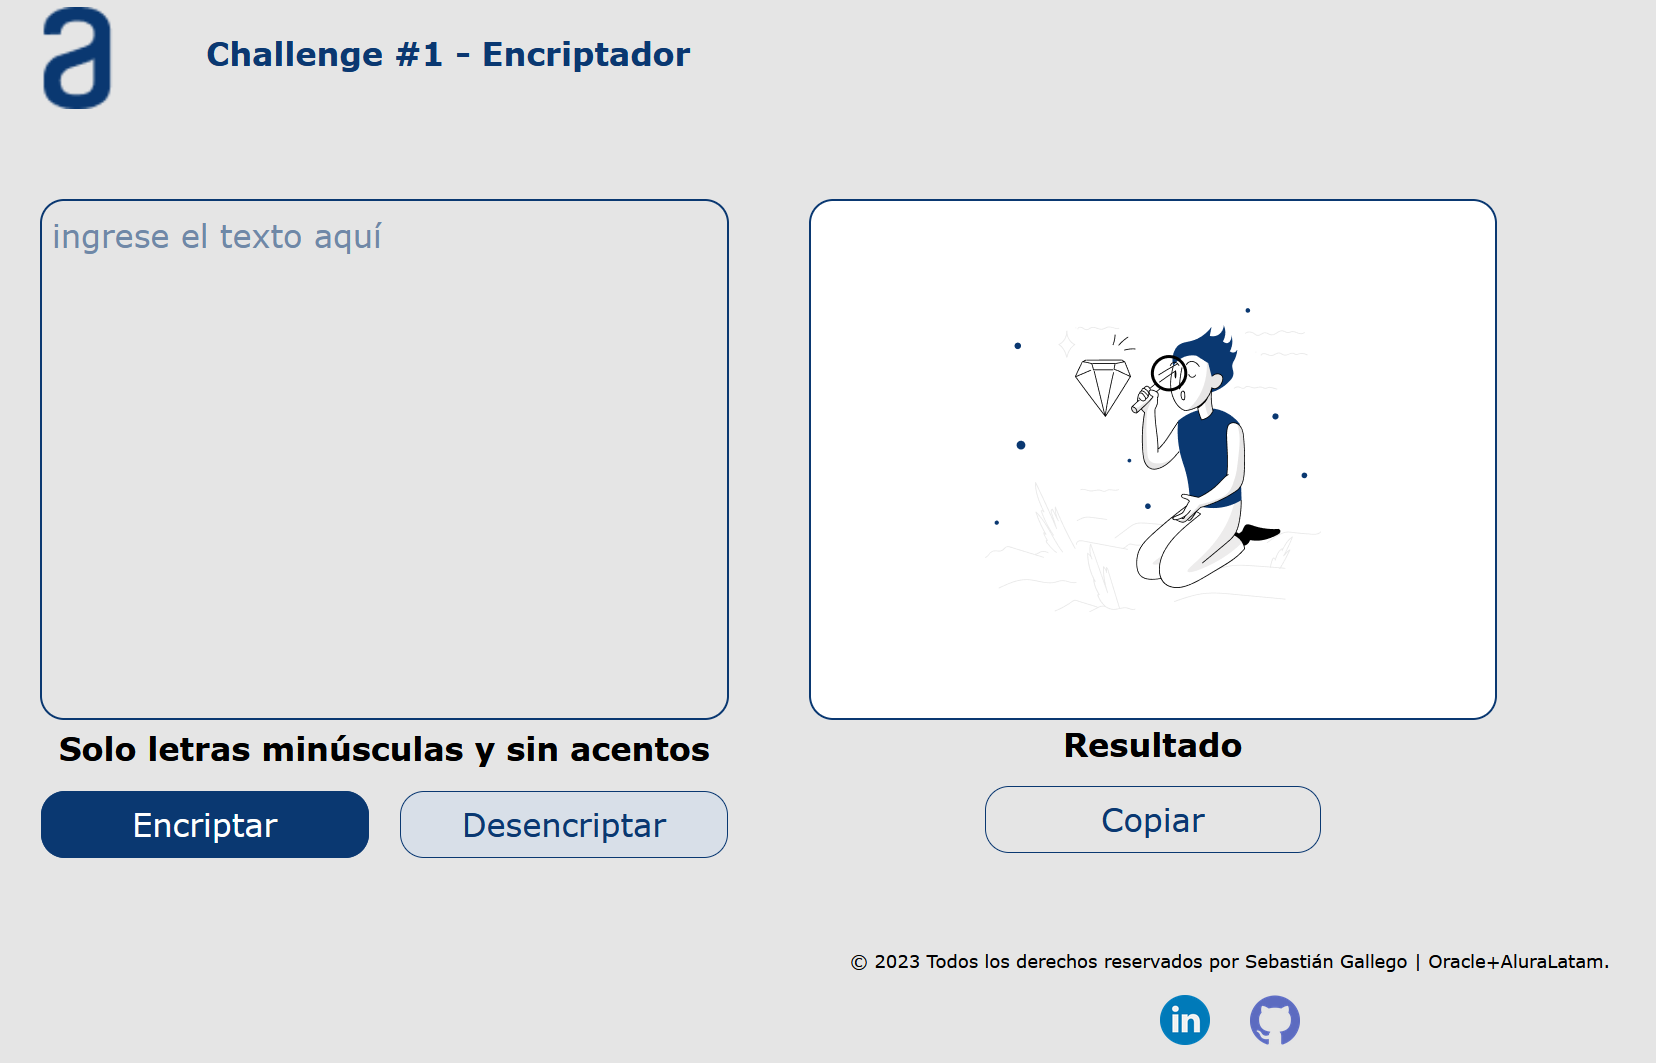 a
Challenge #1 - Encriptador
ingrese el texto aquí
Solo letras minúsculas y sin acentos
Encriptar
Desencriptar
Resultado
Copiar
© 2023 Todos los derechos reservados por Sebastián Gallego | Oracle+AluraLatam.
in